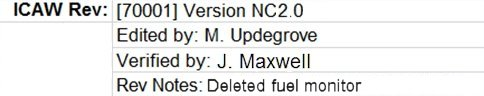 ICAW Rev: [70001] Version NC2.0
Edited by: M. Updegrove
Verified by: J. Maxwell
Rev Notes: Deleted fuel monitor